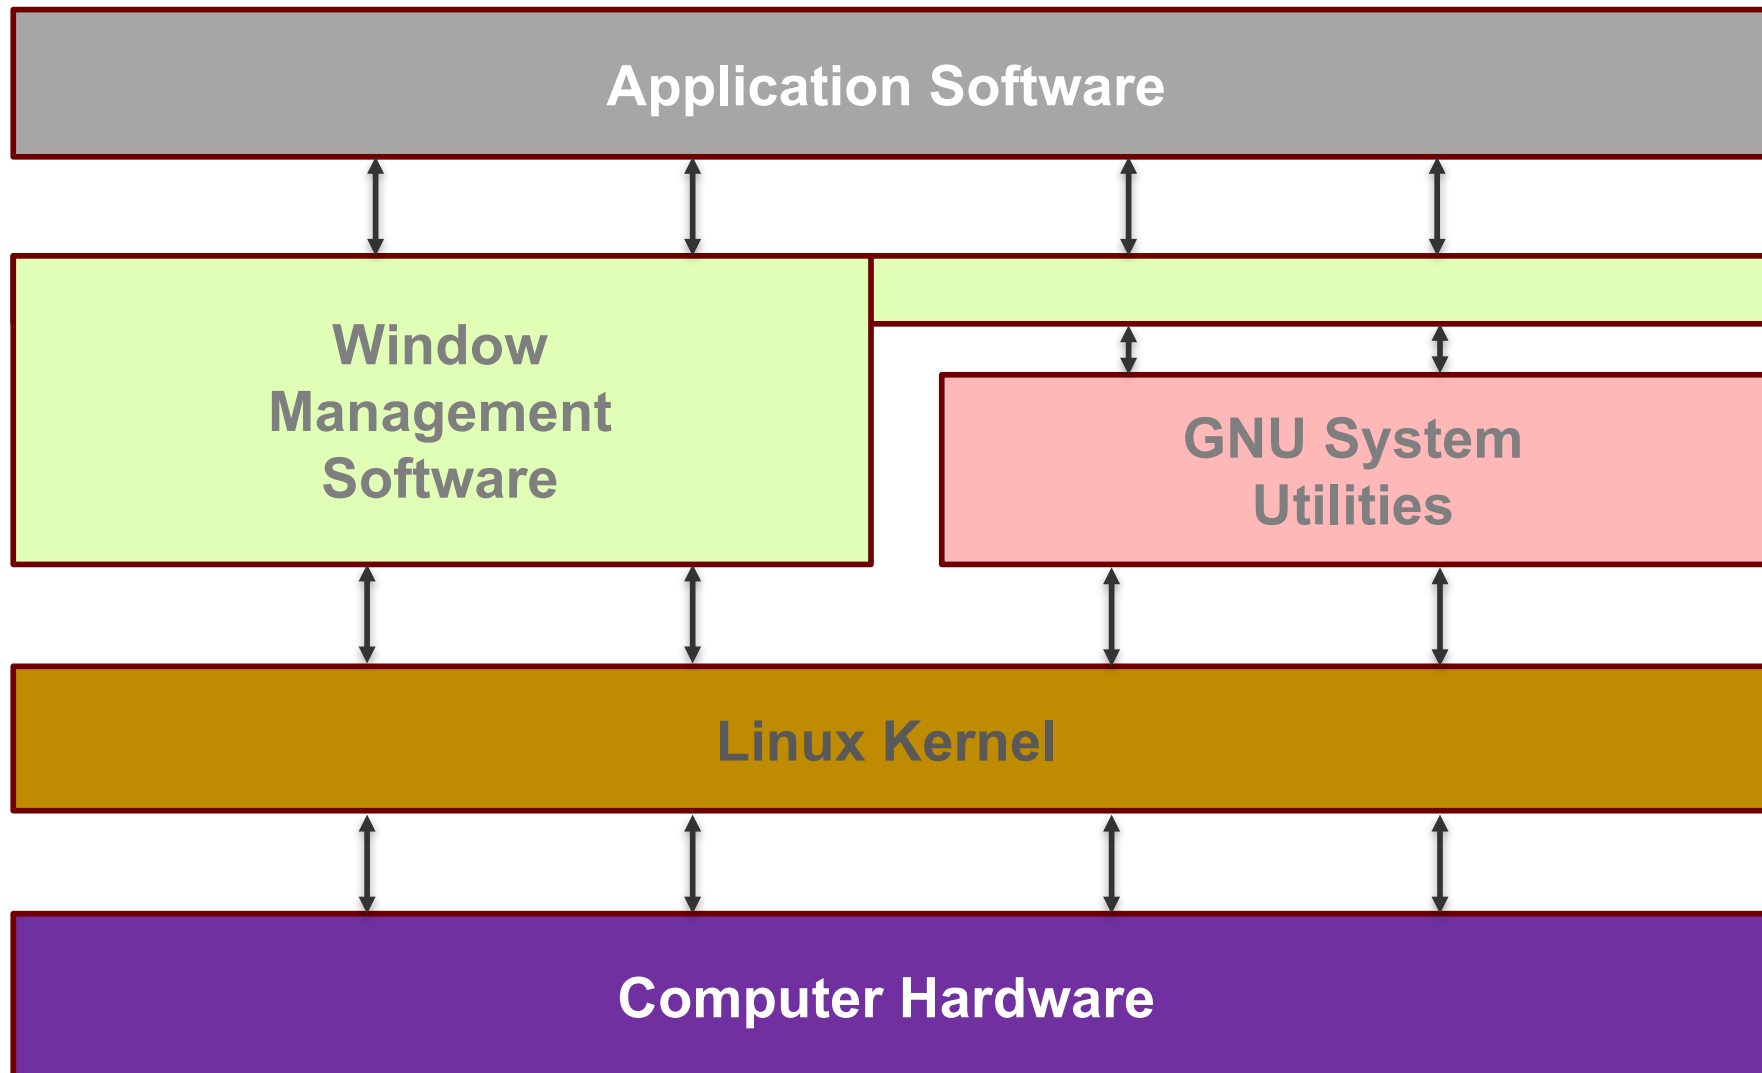 Application Software
Window
Management
Software
GNU System
Utilities
Linux Kernel
Computer Hardware